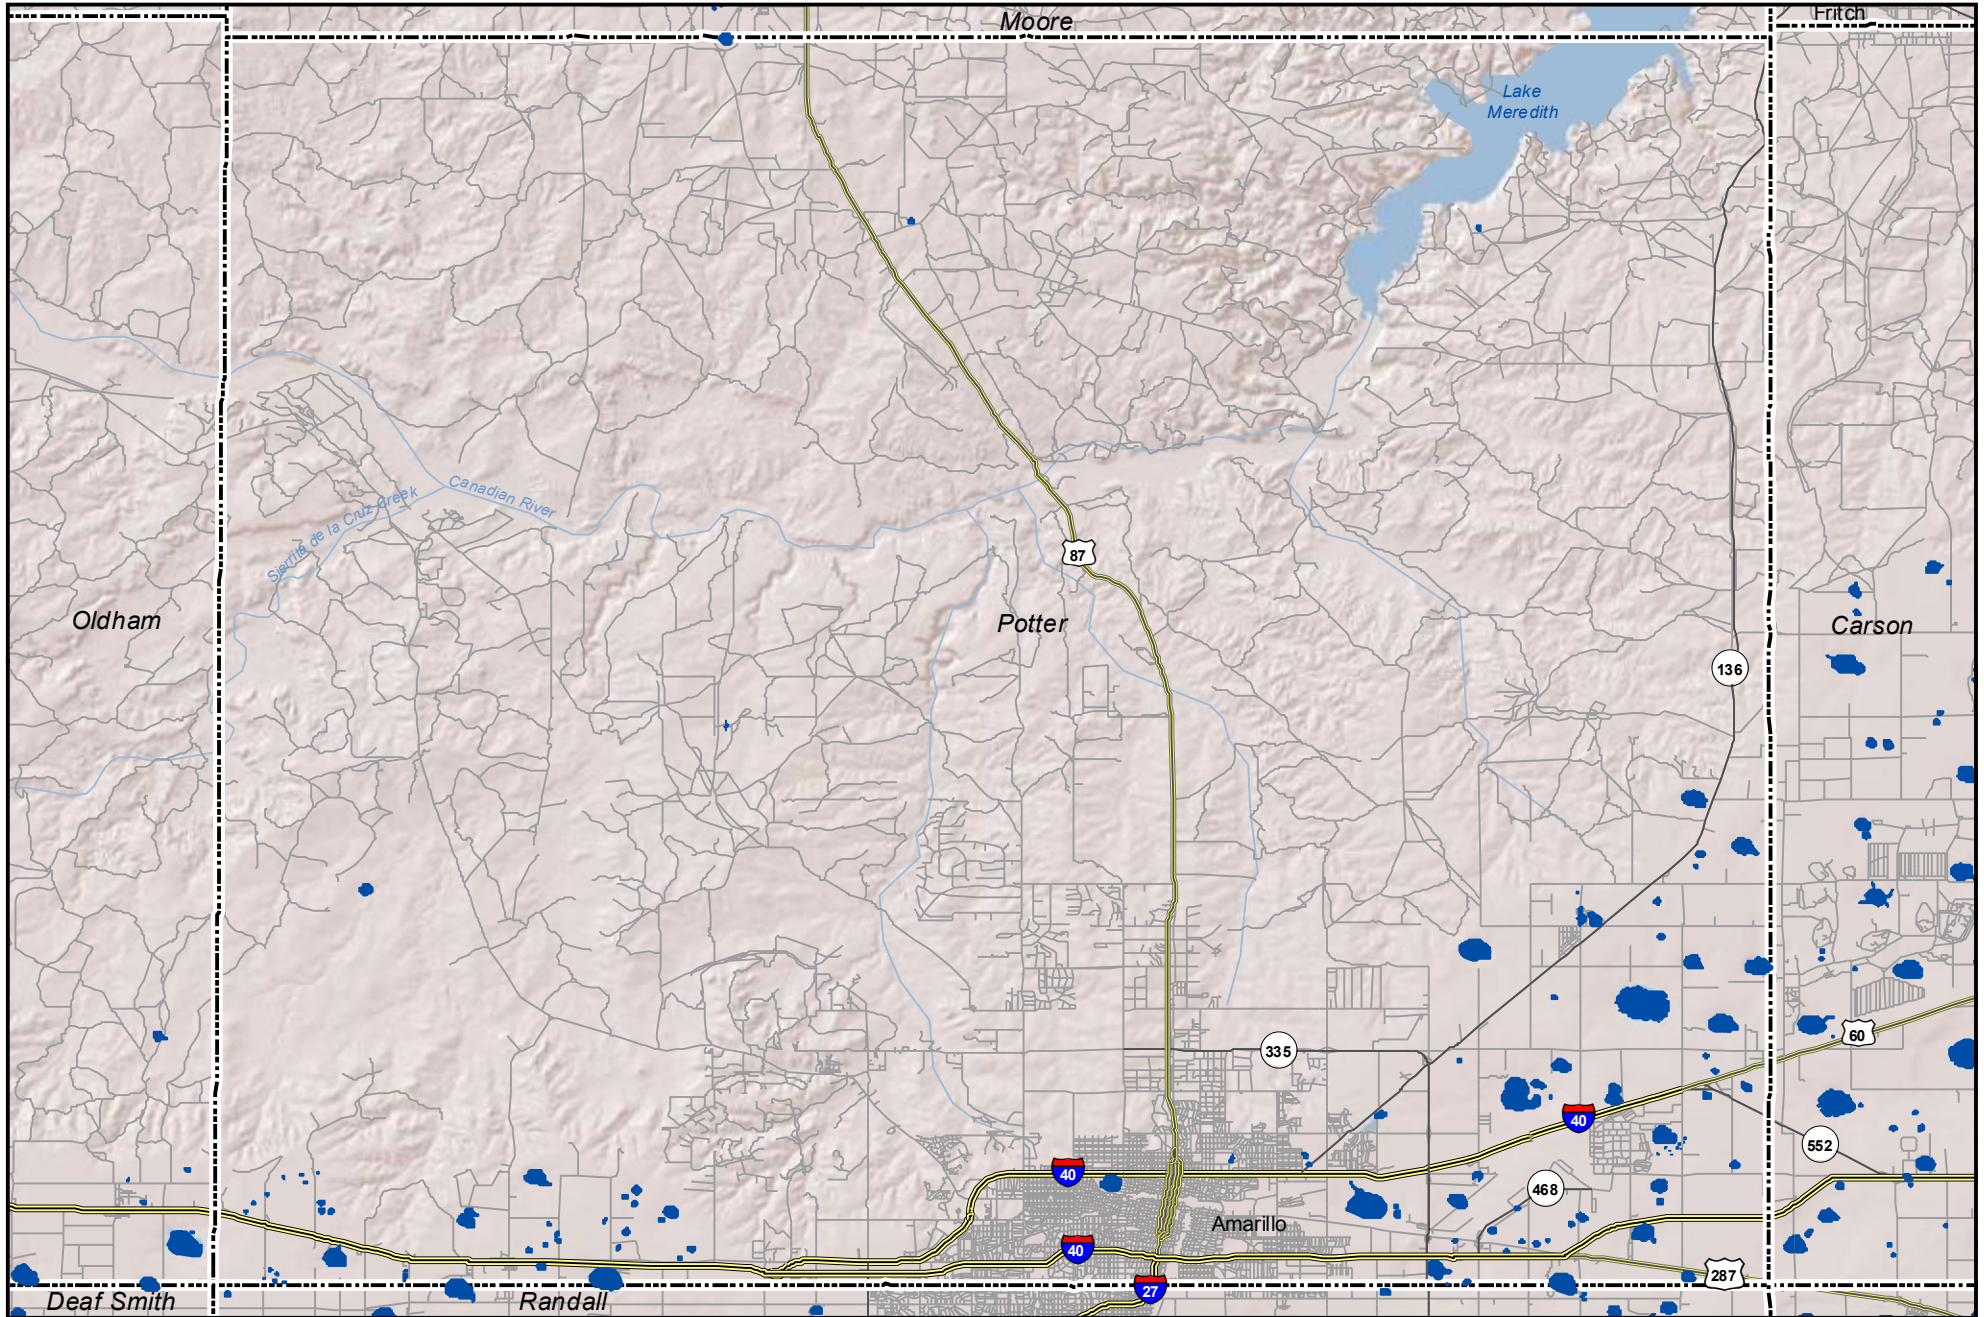 Moore
Fritch
Lake
Meredith
Canadian River
Sierrita de la Cruz Creek
87
Oldham
Potter
Carson
136
60
335
40
552
40
468
Amarillo
40
287
27
Deaf Smith
Randall